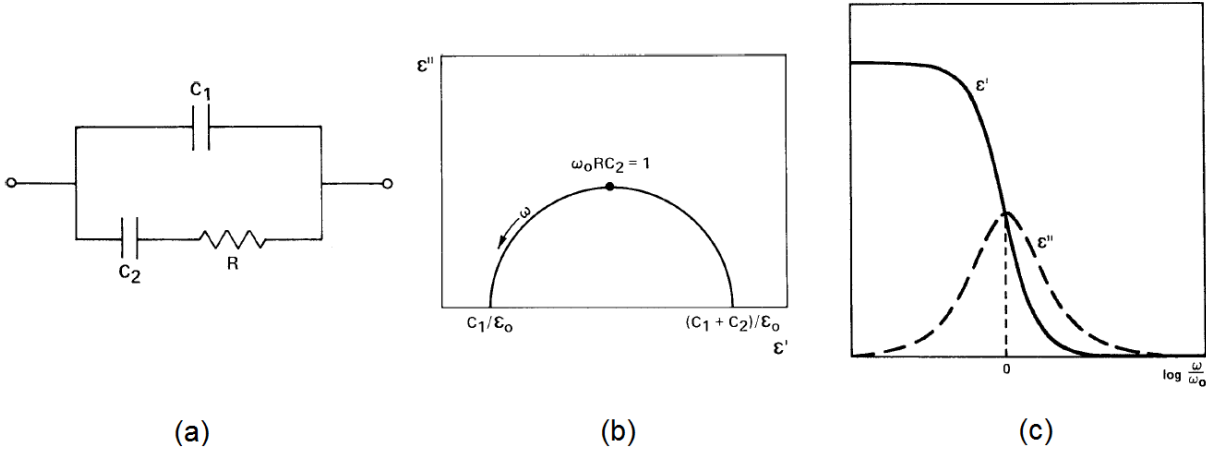 C₁
C₂
R
(a)
ε''
ω₀RC₂ = 1
ω
C₁/ε₀
(C₁ + C₂)/ε₀
ε'
(b)
ε'
ε''
0
log ω/ω₀
(c)